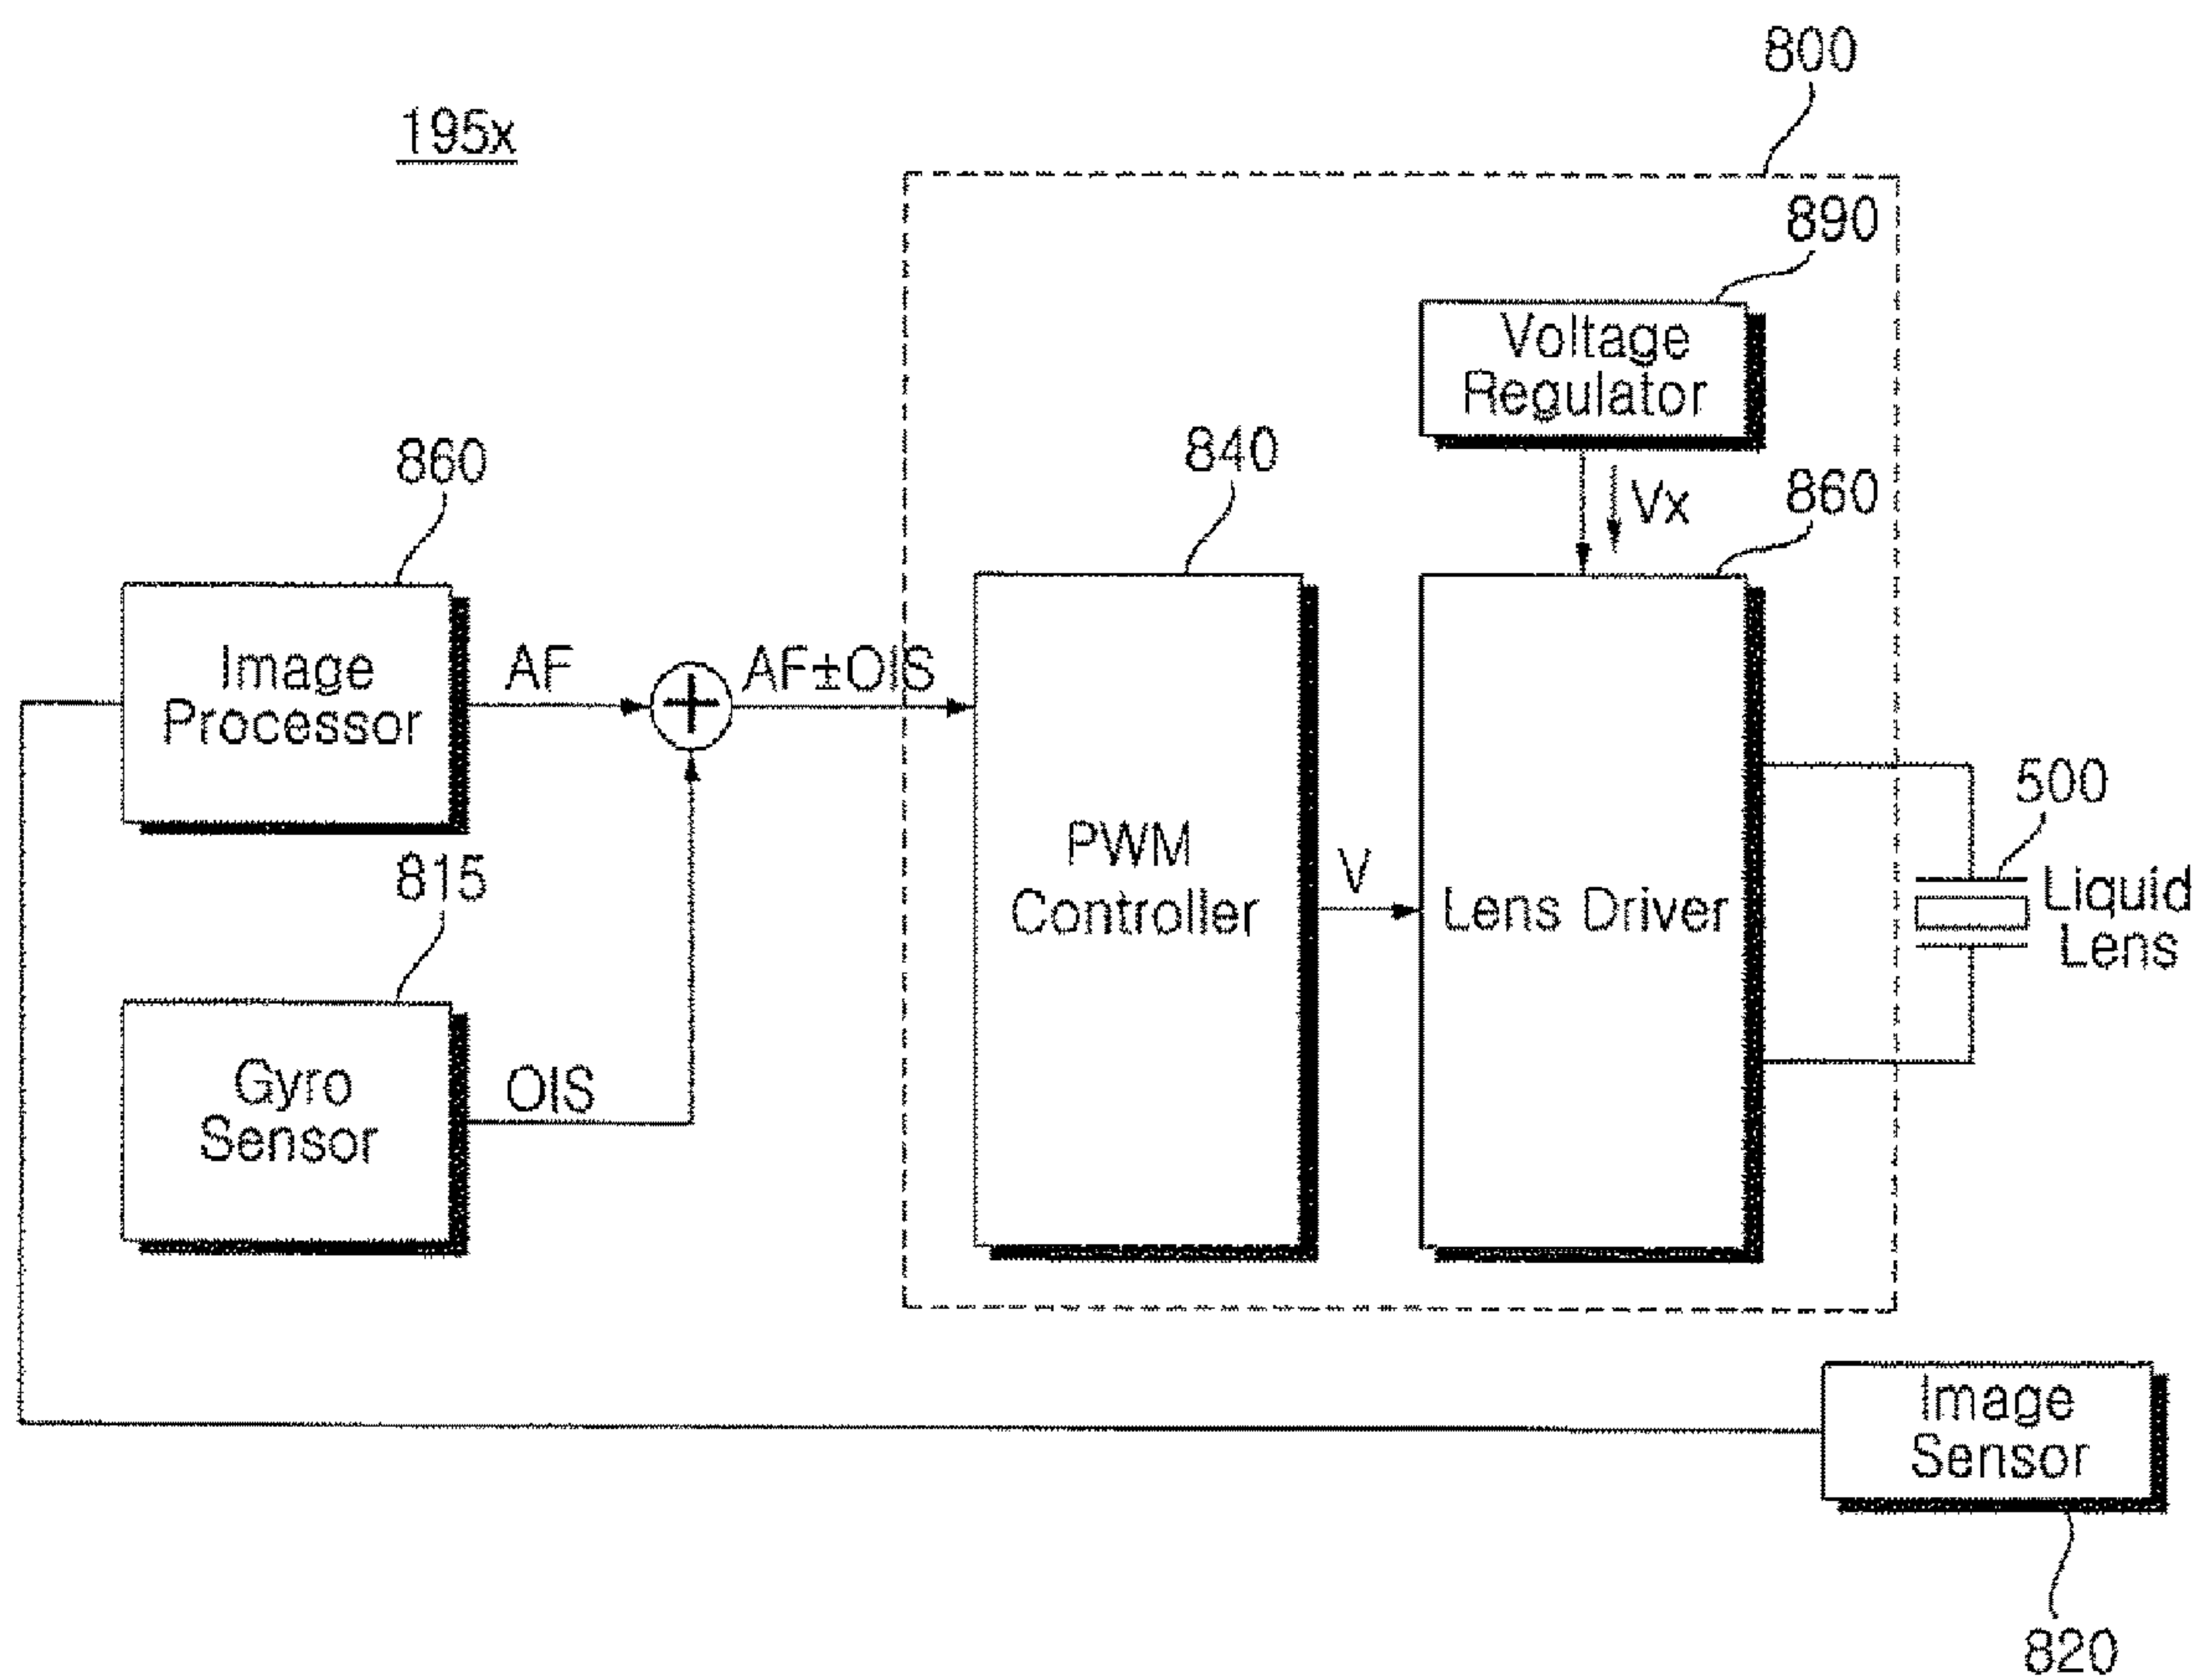 800
195x
890
Voltage
Regulator
840
860
860
Vx
Image
Processor
AF
AF±OIS
500
Liquid
Lens
815
PWM
Controller
V
Lens Driver
Gyro
Sensor
OIS
Image
Sensor
820